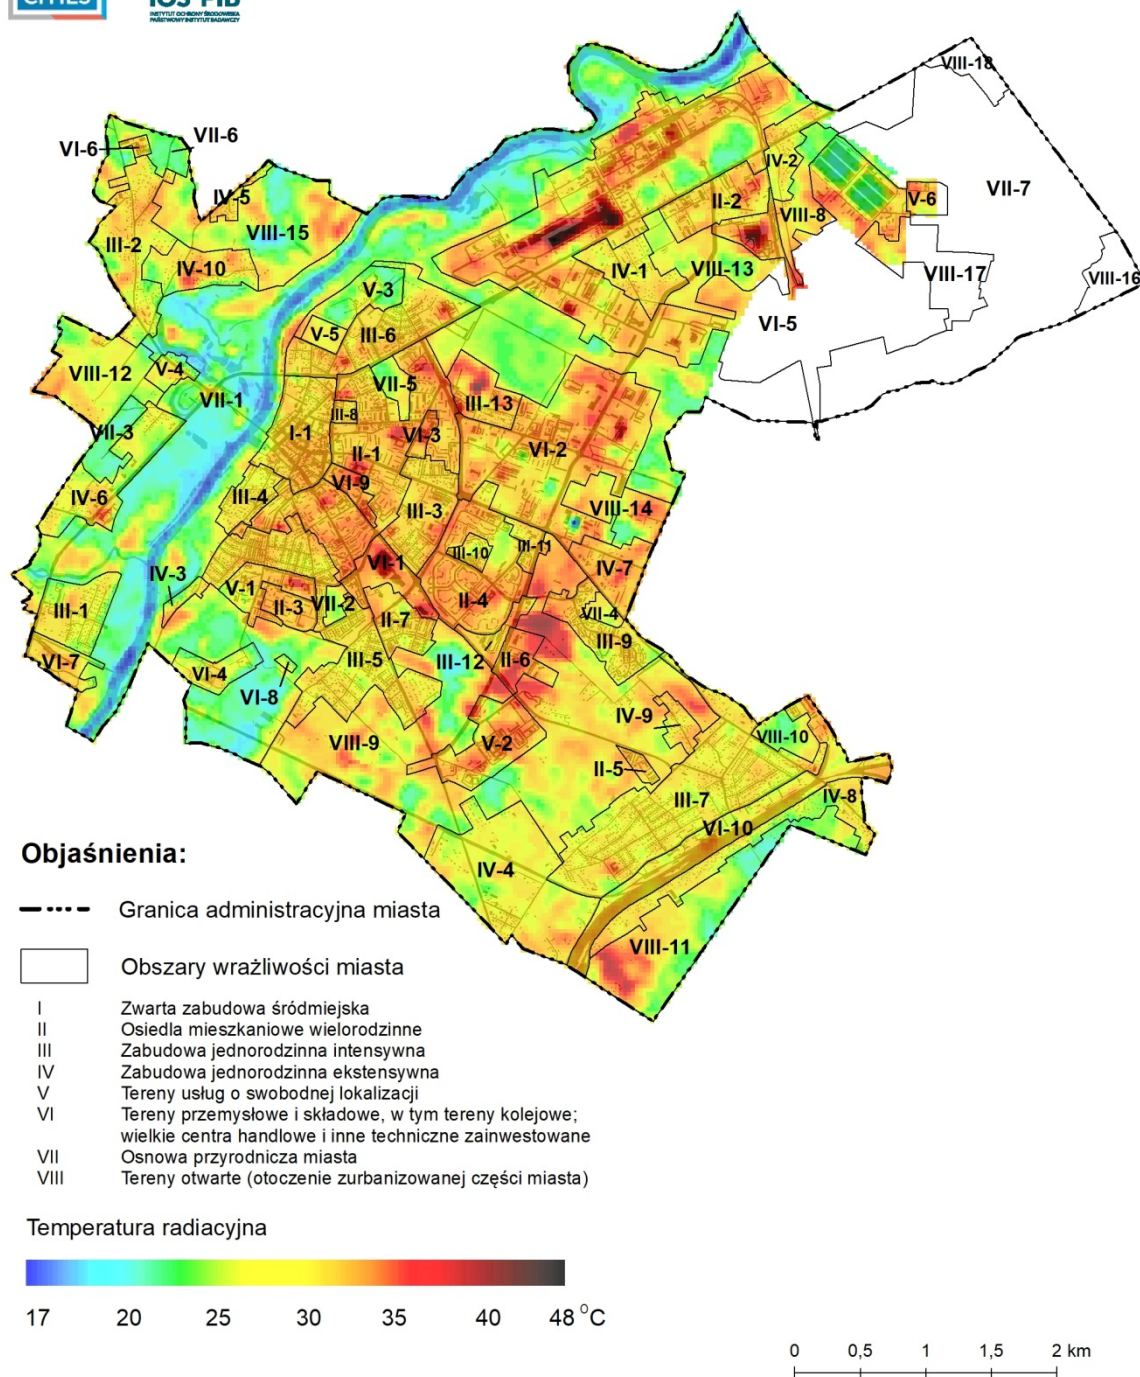 CITIES
IOŚ-PIB
INSTYTUT OCHRONY ŚRODOWISKA
PAŃSTWOWY INSTYTUT BADAWCZY
VIII-18
VI-6
VII-6
IV-5
IV-2
VII-7
II-2
V-6
III-2
VIII-15
VIII-8
IV-10
IV-1
VIII-13
VIII-17
VIII-16
V-3
VI-5
V-5
III-6
VIII-12
V-4
VII-5
VII-1
III-13
III-8
VII-3
I-1
VI-3
II-1
VI-2
VI-9
IV-6
III-4
III-3
VIII-14
III-10
III-11
IV-3
VI-1
IV-7
V-1
II-3
VII-2
II-4
III-1
II-7
VII-4
III-9
VI-7
III-5
III-12
II-6
VI-4
VI-8
IV-9
VIII-9
V-2
VIII-10
II-5
III-7
IV-8
VI-10
IV-4
VIII-11
Objaśnienia:
Granica administracyjna miasta
Obszary wrażliwości miasta
I Zwarta zabudowa śródmiejska
II Osiedla mieszkaniowe wielorodzinne
III Zabudowa jednorodzinna intensywna
IV Zabudowa jednorodzinna ekstensywna
V Tereny usług o swobodnej lokalizacji
VI Tereny przemysłowe i składowe, w tym tereny kolejowe;
wielkie centra handlowe i inne techniczne zainwestowane
VII Osnowa przyrodnicza miasta
VIII Tereny otwarte (otoczenie zurbanizowanej części miasta)
Temperatura radiacyjna
17 20 25 30 35 40 48 °C
0 0,5 1 1,5 2 km